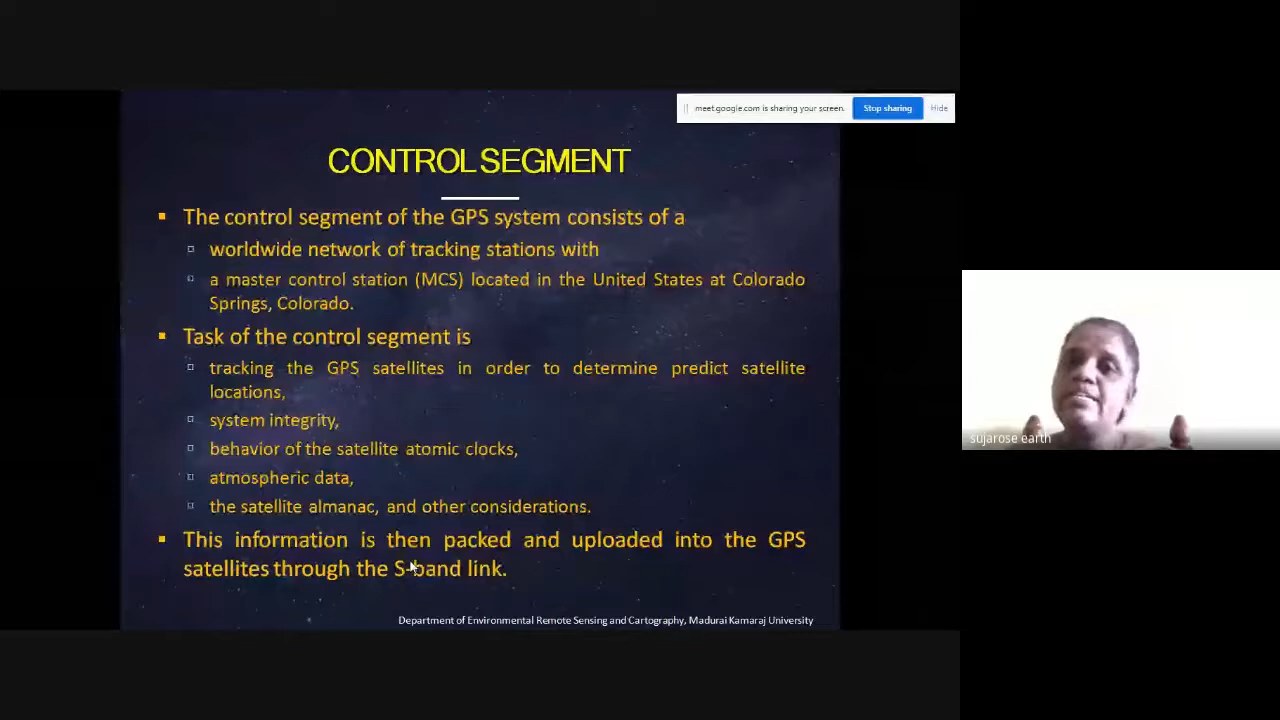 meet.google.com is sharing your screen.
Stop sharing
Hide
CONTROL SEGMENT
The control segment of the GPS system consists of a
worldwide network of tracking stations with
a master control station (MCS) located in the United States at Colorado
Springs, Colorado.
Task of the control segment is
tracking the GPS satellites in order to determine predict satellite
locations,
system integrity,
behavior of the satellite atomic clocks,
atmospheric data,
the satellite almanac, and other considerations.
This information is then packed and uploaded into the GPS
satellites through the S-band link.
Department of Environmental Remote Sensing and Cartography, Madurai Kamaraj University
sujarose earth